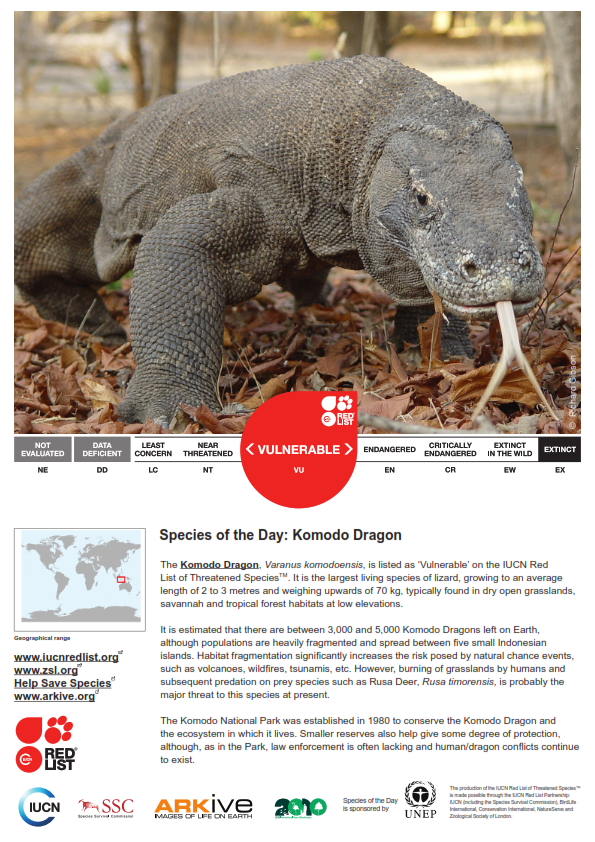 © Richard Gibson
RED
LIST
NOT
EVALUATED
DATA
DEFICIENT
LEAST
CONCERN
NEAR
THREATENED
< VULNERABLE >
ENDANGERED
CRITICALLY
ENDANGERED
EXTINCT
IN THE WILD
EXTINCT
NE
DD
LC
NT
VU
EN
CR
EW
EX
Geographical range
www.iucnredlist.org
www.zsl.org
Help Save Species
www.arkive.org
IUCN
RED
LIST
Species of the Day: Komodo Dragon
The Komodo Dragon, Varanus komodoensis, is listed as ‘Vulnerable’ on the IUCN Red
List of Threatened Species™. It is the largest living species of lizard, growing to an average
length of 2 to 3 metres and weighing upwards of 70 kg, typically found in dry open grasslands,
savannah and tropical forest habitats at low elevations.
It is estimated that there are between 3,000 and 5,000 Komodo Dragons left on Earth,
although populations are heavily fragmented and spread between five small Indonesian
islands. Habitat fragmentation significantly increases the risk posed by natural chance events,
such as volcanoes, wildfires, tsunamis, etc. However, burning of grasslands by humans and
subsequent predation on prey species such as Rusa Deer, Rusa timorensis, is probably the
major threat to this species at present.
The Komodo National Park was established in 1980 to conserve the Komodo Dragon and
the ecosystem in which it lives. Smaller reserves also help give some degree of protection,
although, as in the Park, law enforcement is often lacking and human/dragon conflicts continue
to exist.
IUCN
SSC
Species Survival Commission
ARKive
IMAGES OF LIFE ON EARTH
2010
Species of the Day
is sponsored by
UNEP
The production of the IUCN Red List of Threatened Species™
is made possible through the IUCN Red List Partnership:
IUCN (including the Species Survival Commission), BirdLife
International, Conservation International, NatureServe and
Zoological Society of London.